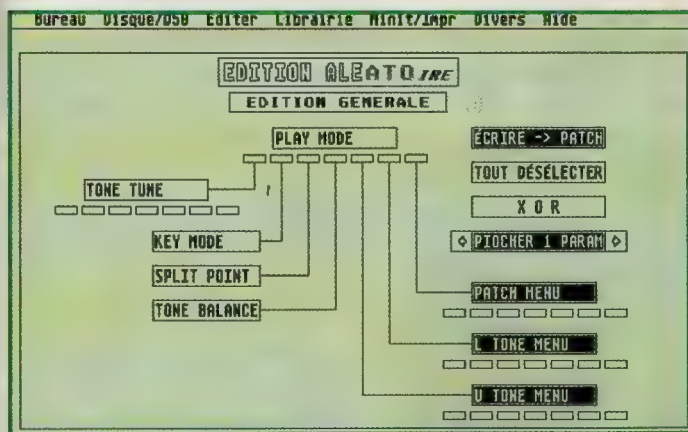 Bureau Disque/D50 Editer Librairie Minit/Impr Divers Aide
EDITION ALEATOIRE
EDITION GENERALE
PLAY MODE
ÉCRIRE -> PATCH
TOUT DÉSÉLECTER
TONE TUNE
X O R
KEY MODE
PIOCHER 1 PARAM
SPLIT POINT
PATCH MENU
TONE BALANCE
L TONE MENU
U TONE MENU